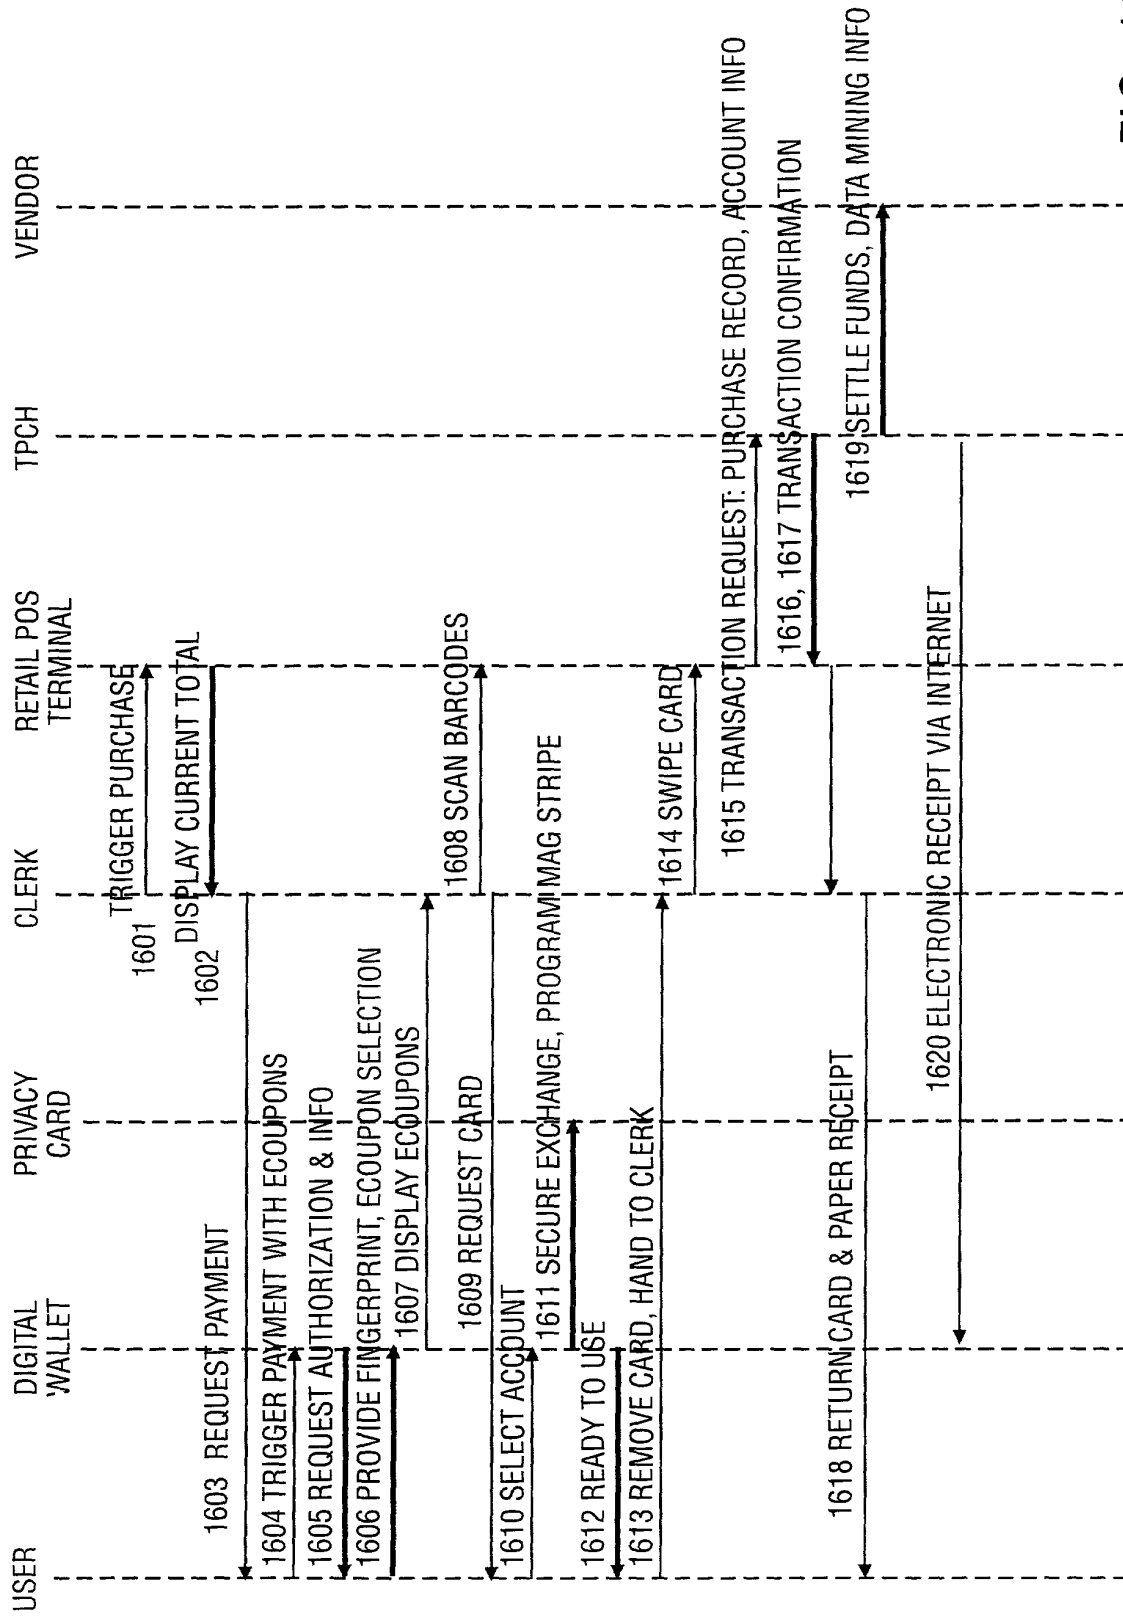 USER
DIGITAL
WALLET
PRIVACY
CARD
CLERK
RETAIL POS
TERMINAL
TPCH
VENDOR
TRIGGER PURCHASE
1601
DISPLAY CURRENT TOTAL
1602
1603 REQUEST PAYMENT
1604 TRIGGER PAYMENT WITH ECOUPONS
1605 REQUEST AUTHORIZATION & INFO
1606 PROVIDE FINGERPRINT, ECOUPON SELECTION
1607 DISPLAY ECOUPONS
1608 SCAN BARCODES
1609 REQUEST CARD
1610 SELECT ACCOUNT
1611 SECURE EXCHANGE, PROGRAM MAG STRIPE
1612 READY TO USE
1613 REMOVE CARD, HAND TO CLERK
1614 SWIPE CARD
1615 TRANSACTION REQUEST: PURCHASE RECORD, ACCOUNT INFO
1616, 1617 TRANSACTION CONFIRMATION
1618 RETURN CARD & PAPER RECEIPT
1619 SETTLE FUNDS, DATA MINING INFO
1620 ELECTRONIC RECEIPT VIA INTERNET